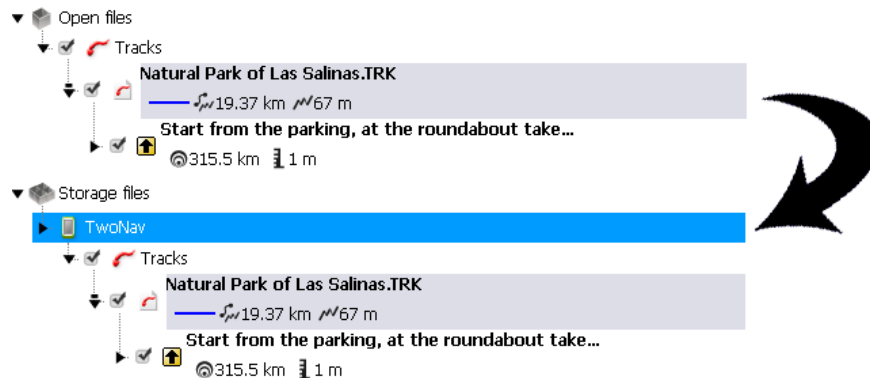 Open files
Tracks
Natural Park of Las Salinas.TRK
19.37 km 67 m
Start from the parking, at the roundabout take...
315.5 km 1 m
Storage files
TwoNav
Tracks
Natural Park of Las Salinas.TRK
19.37 km 67 m
Start from the parking, at the roundabout take...
315.5 km 1 m